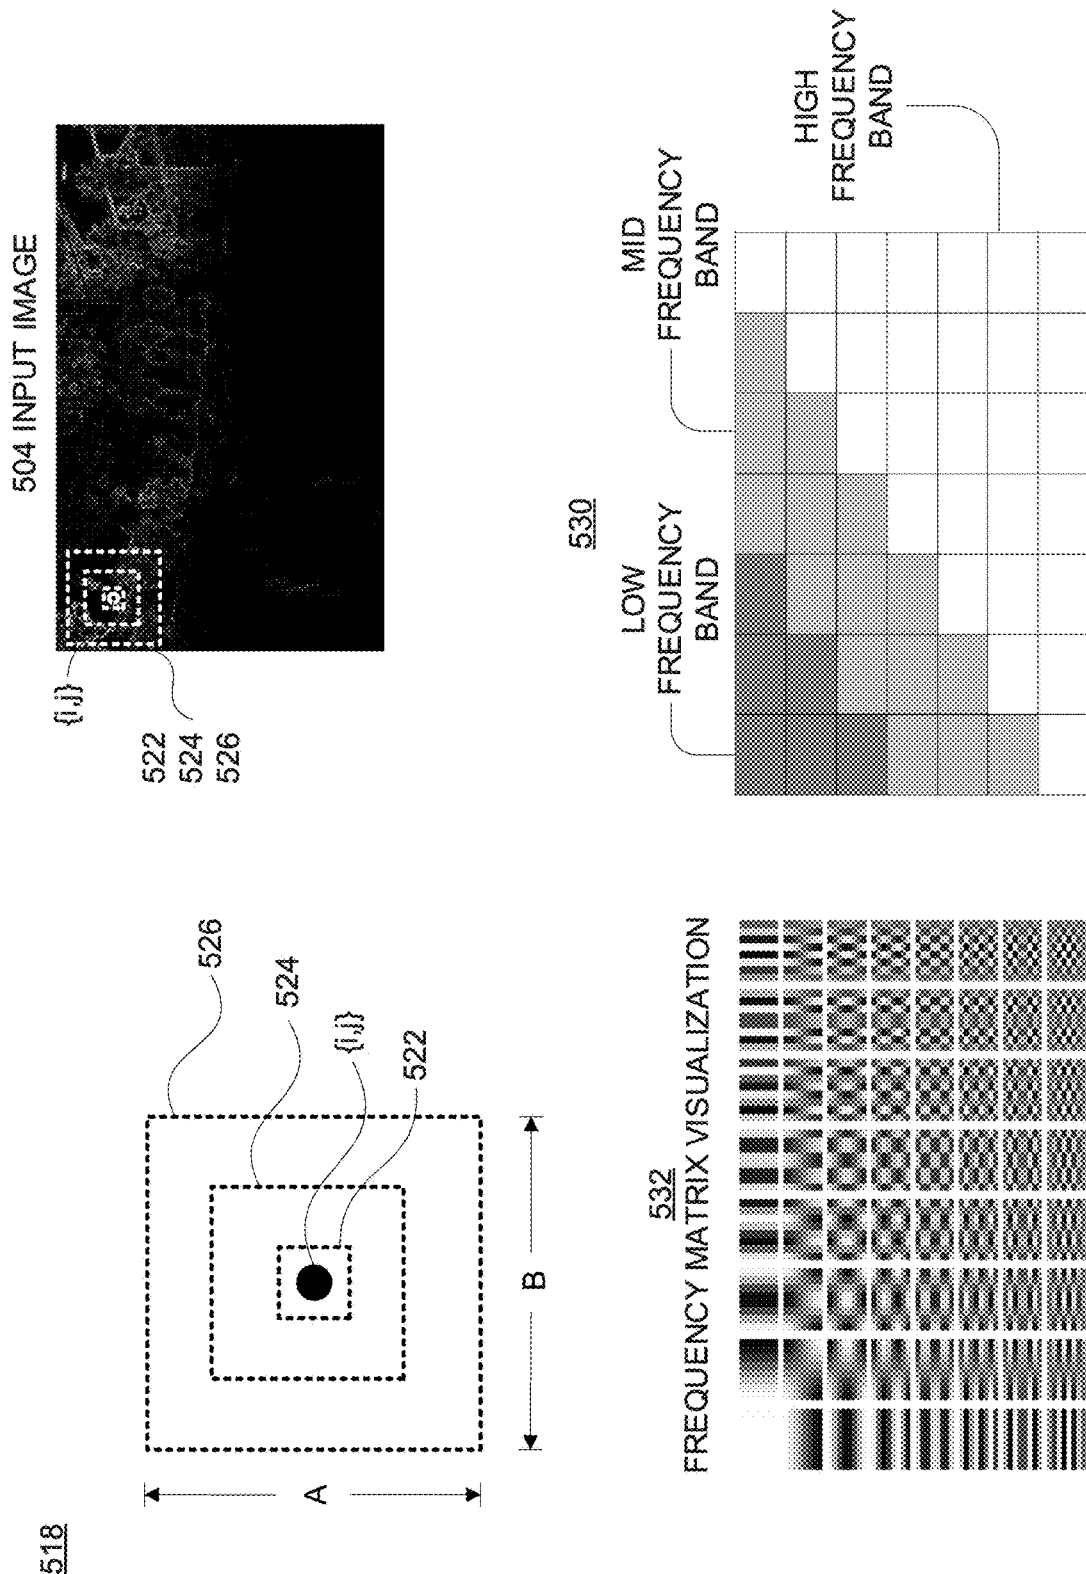 518
A
B
526
524
{i,j}
522
504 INPUT IMAGE
{i,j}
522
524
526
532
FREQUENCY MATRIX VISUALIZATION
530
LOW
FREQUENCY
BAND
MID
FREQUENCY
BAND
HIGH
FREQUENCY
BAND